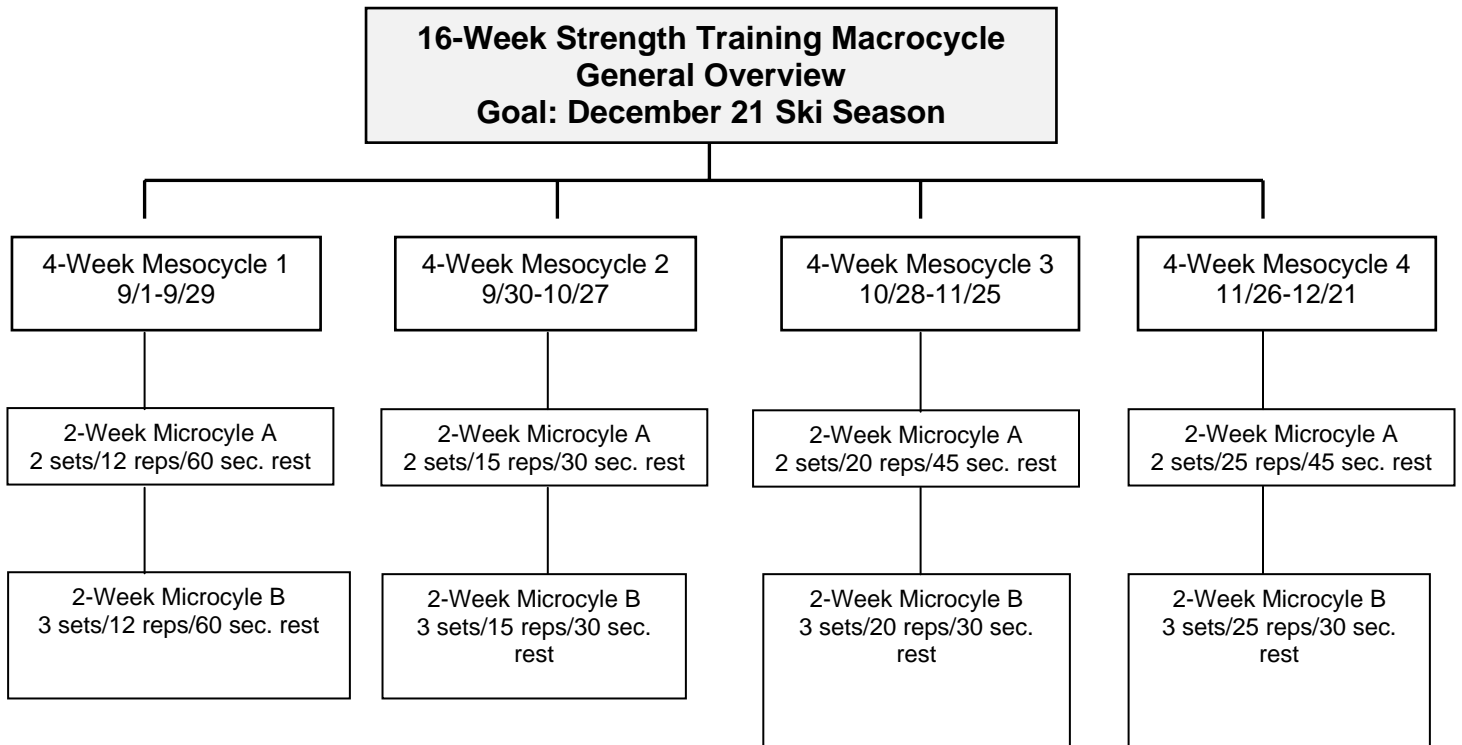 16-Week Strength Training Macrocycle
General Overview
Goal: December 21 Ski Season
4-Week Mesocycle 1
9/1-9/29
4-Week Mesocycle 2
9/30-10/27
4-Week Mesocycle 3
10/28-11/25
4-Week Mesocycle 4
11/26-12/21
2-Week Microcyle A
2 sets/12 reps/60 sec. rest
2-Week Microcyle A
2 sets/15 reps/30 sec. rest
2-Week Microcyle A
2 sets/20 reps/45 sec. rest
2-Week Microcyle A
2 sets/25 reps/45 sec. rest
2-Week Microcyle B
3 sets/12 reps/60 sec. rest
2-Week Microcyle B
3 sets/15 reps/30 sec.
rest
2-Week Microcyle B
3 sets/20 reps/30 sec.
rest
2-Week Microcyle B
3 sets/25 reps/30 sec.
rest